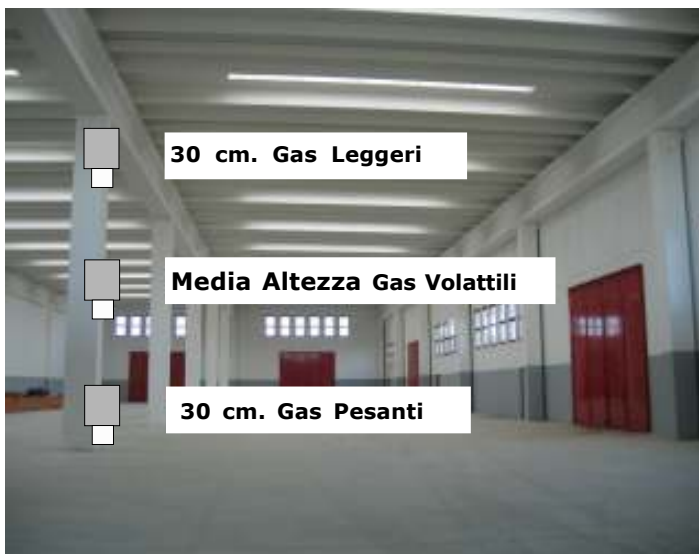 30 cm. Gas Leggeri
Media Altezza Gas Volattili
30 cm. Gas Pesanti